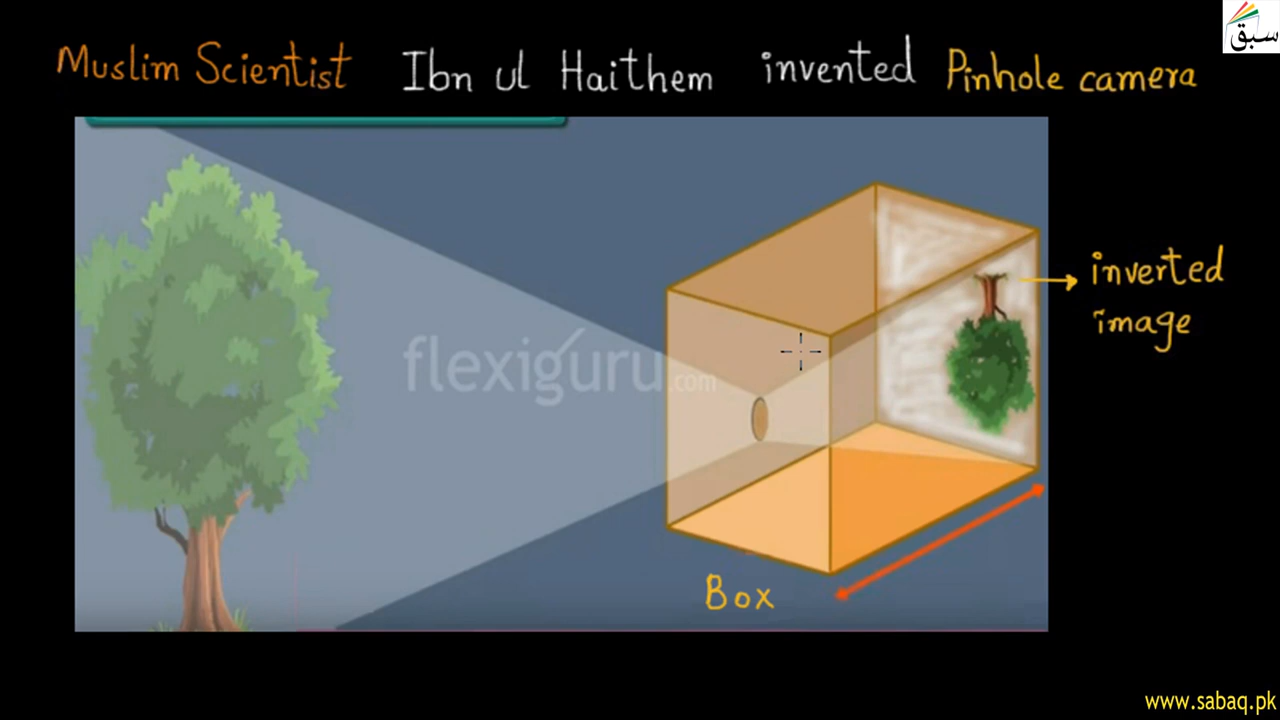 سبق
Muslim Scientist Ibn ul Haithem invented Pinhole camera
flexiguru.com
inverted
image
Box
www.sabaq.pk